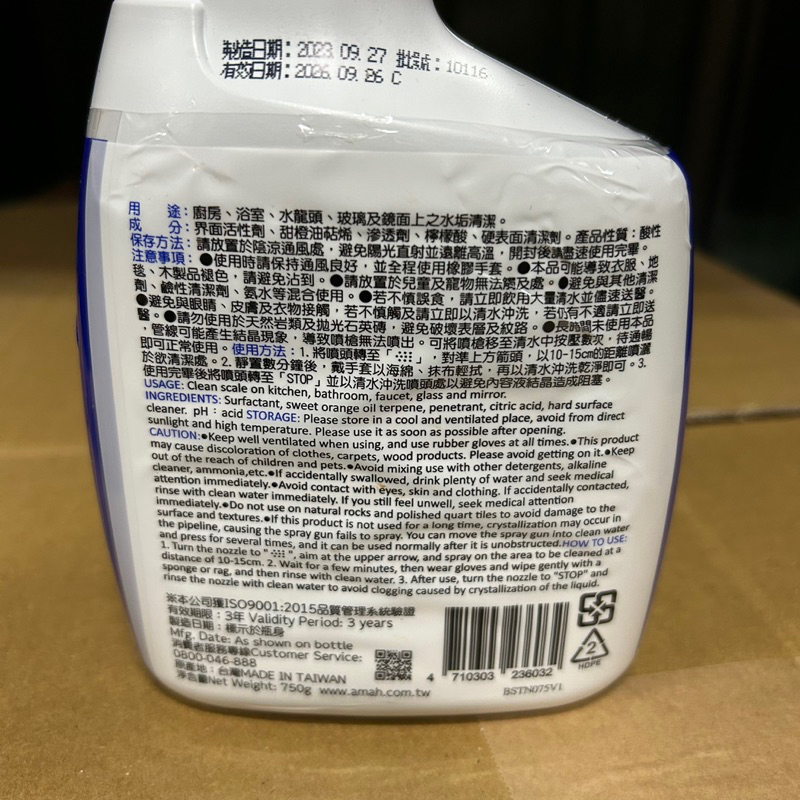 製造日期：2023.09.27 批號：10116
有效日期：2026.09.26 C
用　　途：廚房、浴室、水龍頭、玻璃及鏡面上之水垢清潔。
成　　分：界面活性劑、甜橙油萜烯、滲透劑、檸檬酸、硬表面清潔劑。產品性質：酸性
保存方法：請放置於陰涼通風處，避免陽光直射並遠離高溫，開封後請盡速使用完畢。
注意事項：●使用時請保持通風良好，並全程使用橡膠手套。●本品可能導致衣服、地
毯、木製品褪色，請避免沾到。●請放置於兒童及寵物無法觸及處。●避免與其他清潔
劑、鹼性清潔劑、氨水等混合使用。●若不慎誤食，請立即飲用大量清水並儘速送醫。
●避免與眼睛、皮膚及衣物接觸，若不慎觸及請立即以清水沖洗，若仍有不適請立即送
醫。●請勿使用於天然岩類及拋光石英磚，避免破壞表層及紋路。●長時間未使用本品
，管線可能產生結晶現象，導致噴槍無法噴出。可將噴槍移至清水中按壓數次，待通暢
即可正常使用。使用方法：1. 將噴頭轉至「 」，對準上方箭頭，以10-15cm的距離噴灑
於欲清潔處。2. 靜置數分鐘後，戴手套以海綿、抹布輕拭，再以清水沖洗乾淨即可。3.
使用完畢後將噴頭轉至「STOP」並以清水沖洗噴頭處以避免內容液結晶造成阻塞。
USAGE: Clean scale on kitchen, bathroom, faucet, glass and mirror.
INGREDIENTS: Surfactant, sweet orange oil terpene, penetrant, citric acid, hard surface
cleaner. pH：acid STORAGE: Please store in a cool and ventilated place, avoid from direct
sunlight and high temperature. Please use it as soon as possible after opening.
CAUTION:●Keep well ventilated when using, and use rubber gloves at all times.●This product
may cause discoloration of clothes, carpets, wood products. Please avoid getting on it.●Keep
out of the reach of children and pets.●Avoid mixing use with other detergents, alkaline
cleaner, ammonia,etc.●If accidentally swallowed, drink plenty of water and seek medical
attention immediately.●Avoid contact with eyes, skin and clothing. If accidentally contacted,
rinse with clean water immediately. If you still feel unwell, seek medical attention
immediately.●Do not use on natural rocks and polished quart tiles to avoid damage to the
surface and textures.●If this product is not used for a long time, crystallization may occur in
the pipeline, causing the spray gun fails to spray. You can move the spray gun into clean water
and press for several times, and it can be used normally after it is unobstructed.HOW TO USE:
1. Turn the nozzle to " ", aim at the upper arrow, and spray on the area to be cleaned at a
distance of 10-15cm. 2. Wait for a few minutes, then wear gloves and wipe gently with a
sponge or rag, and then rinse with clean water. 3. After use, turn the nozzle to "STOP" and
rinse the nozzle with clean water to avoid clogging caused by crystallization of the liquid.
※本公司獲ISO9001:2015品質管理系統驗證
有效期限：3年 Validity Period: 3 years
製造日期：標示於瓶身
Mfg. Date: As shown on bottle
消費者服務專線Customer Service:
0800-046-888
原產地：台灣MADE IN TAIWAN
淨重Net Weight: 750g www.amah.com.tw
4 710303 236032
BSTN075V1
2
HDPE